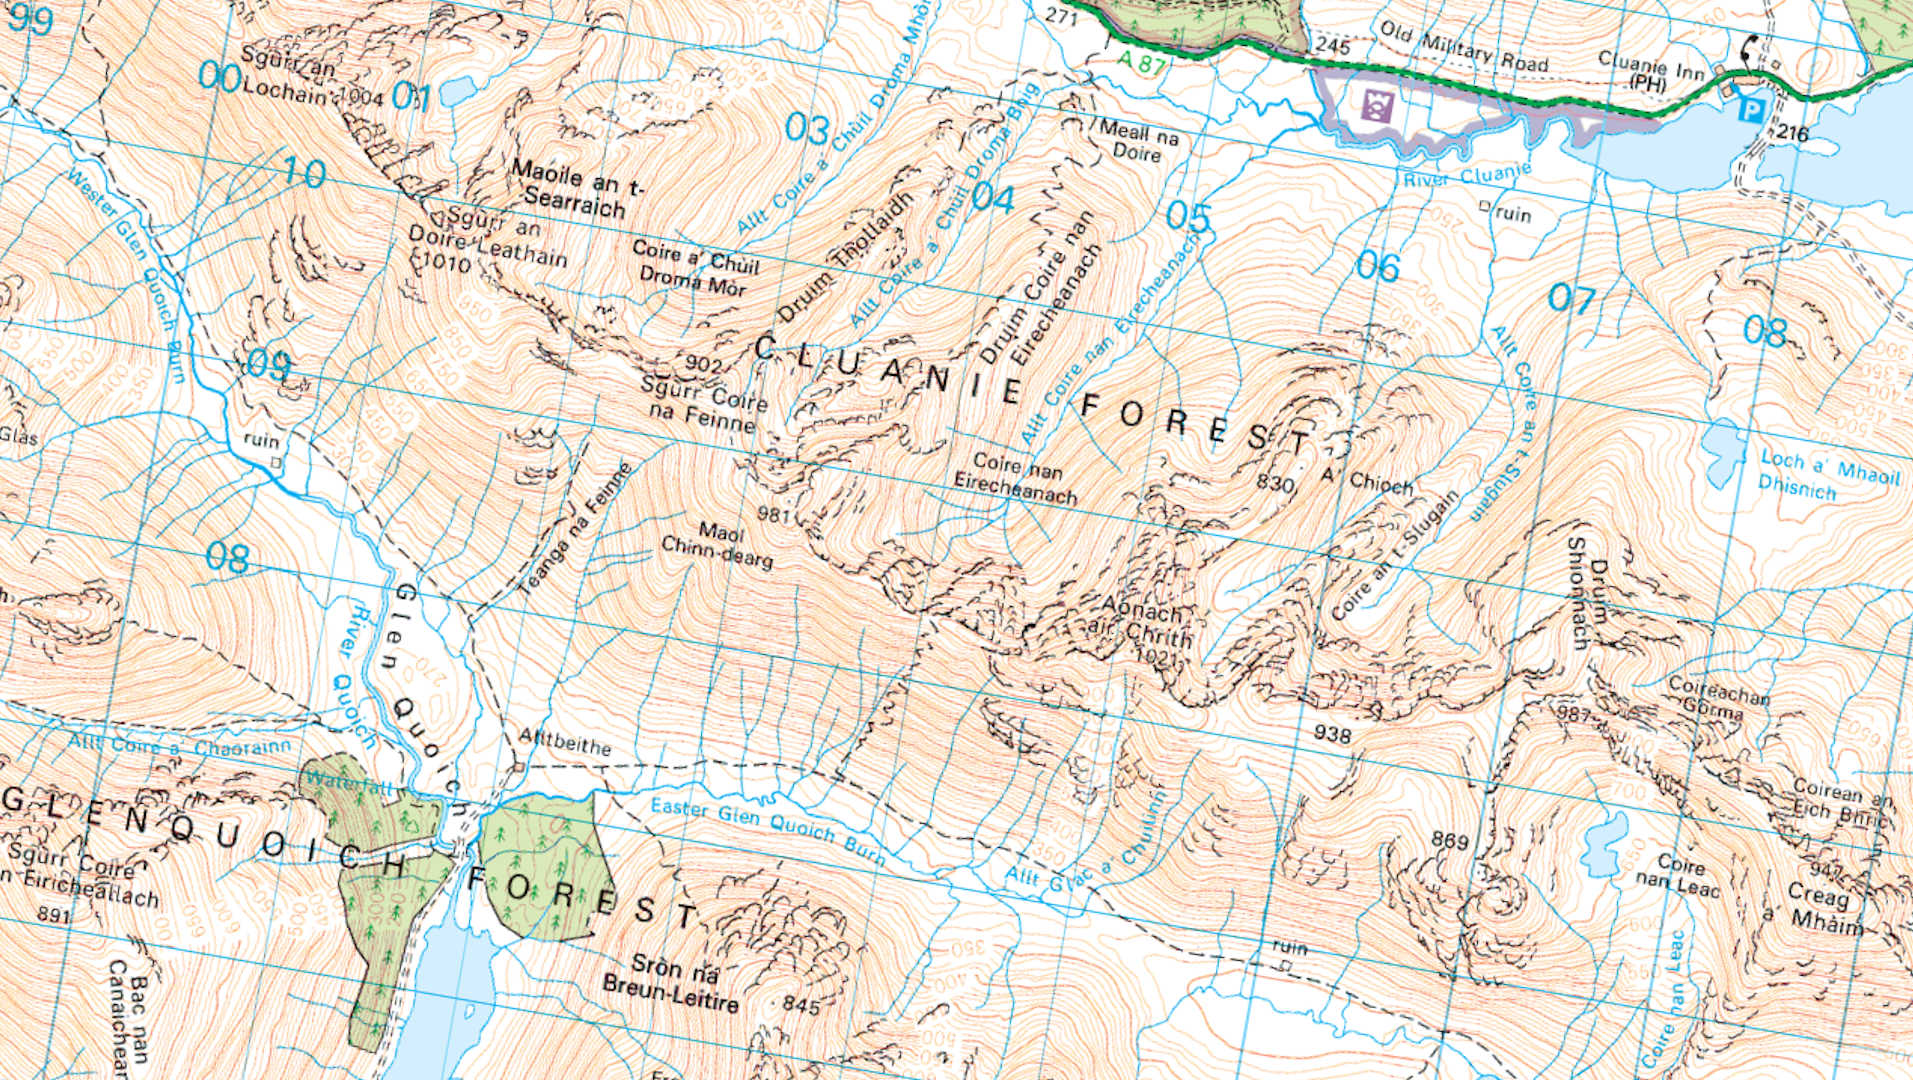 99
271
245
Old Military Road
A 87
Cluanie Inn
(PH)
P
216
Sgùrr an
Lochain 1004
00
01
03
04
05
06
07
08
10
09
08
Allt Coire a' Chùil Droma Mhòir
Allt Coire a' Chùil Droma Bhig
Meall na
Doire
River Cluanie
ruin
Wester Glen Quoich Burn
Maoile an t-
Searraich
Sgùrr an
Doire Leathain
1010
Coire a' Chùil
Droma Mòr
Druim Thollaidh
Druim Coire nan
Eirecheanach
Allt Coire nan Eirecheanach
Allt Coire an t-Slugain
902
Sgùrr Coire
na Feinne
CLUANIE FOREST
Glas
ruin
Teanga na Feinne
Coire nan
Eirecheanach
830
A' Chioch
Coire an t-Slugain
Loch a' Mhaoil
Dhisnich
981
Maol
Chinn-dearg
Druim
Shionnach
Aonach
air Chrith
1021
Glen Quoich
River Quoich
270
Coireachan
Gorma
987
938
Allt Coire a' Chaorainn
Alltbeithe
Waterfall
Easter Glen Quoich Burn
Allt Glac a' Chuilinn
869
Coirean an
Eich Bhric
947
Coire
nan Leac
Creag
a' Mhàim
GLENQUOICH FOREST
Sgùrr Coire
n Eiricheallach
891
Bac nan
Canaichean
Sròn na
Breun-Leitire
845
350
400
ruin
Coire nan Leac